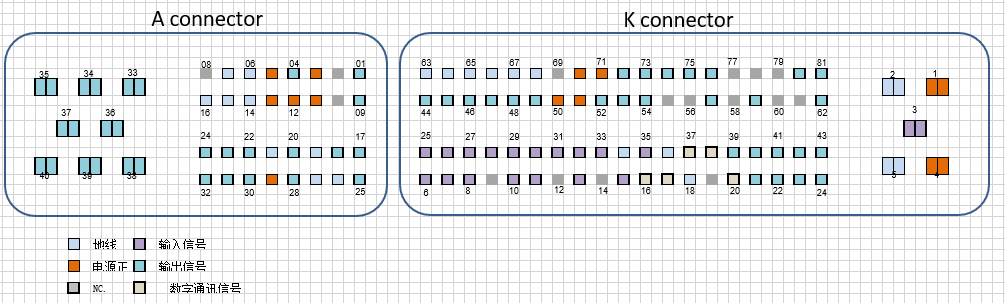 A connector K connector
08 06 04 01 63 65 67 69 71 73 75 77 79 81
35 34 33 2 1
16 14 12 09 44 46 48 50 52 54 56 58 60 62
37 36 3
24 22 20 17 25 27 29 31 33 35 37 39 41 43
40 39 38 5 4
32 30 28 25 6 8 10 12 14 16 18 20 22 24
地线 输入信号
电源正 输出信号
NC. 数字通讯信号